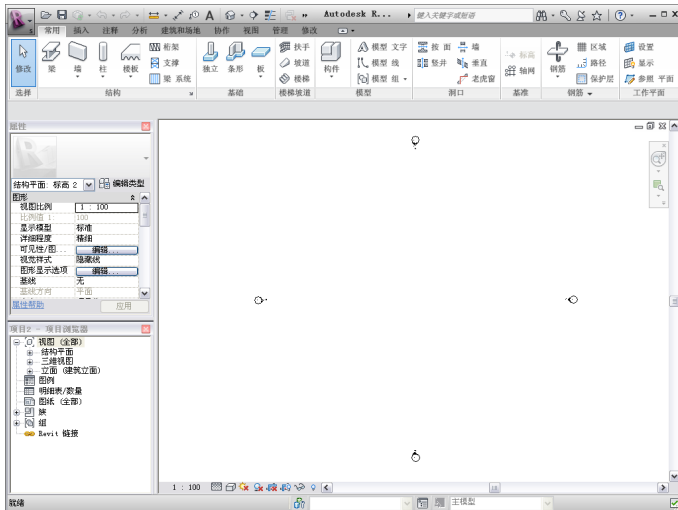 Autodesk R... 键入关键字或短语
常用 插入 注释 分析 建筑和场地 协作 视图 管理 修改
修改 梁 墙 柱 楼板 桁架 支撑 梁 系统 独立 条形 板 扶手 坡道 楼梯 构件 模型 文字 模型 线 模型 组 按 面 竖井 墙 垂直 老虎窗 标高 轴网 钢筋 区域 路径 保护层 设置 显示 参照 平面
选择 结构 基础 楼梯坡道 模型 洞口 基准 钢筋 工作平面
属性
结构平面: 标高 2 编辑类型
图形
视图比例 1 : 100
比例值 1: 100
显示模型 标准
详细程度 精细
可见性/图... 编辑...
视觉样式 隐藏线
图形显示选项 编辑...
基线 无
基线方向 平面
属性帮助 应用
项目2 - 项目浏览器
视图 (全部)
结构平面
三维视图
立面 (建筑立面)
图例
明细表/数量
图纸 (全部)
族
组
Revit 链接
1 : 100
就绪 主模型